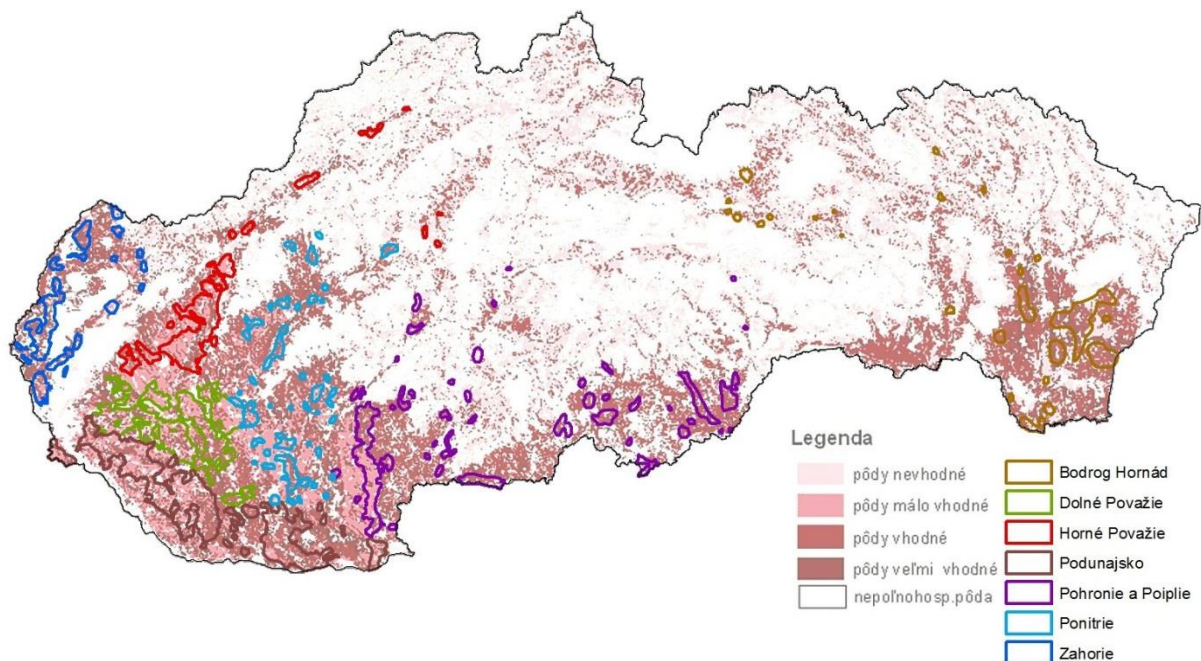 Legenda
pôdy nevhodné
pôdy málo vhodné
pôdy vhodné
pôdy veľmi vhodné
nepoľnohosp.pôda
Bodrog Hornád
Dolné Považie
Horné Považie
Podunajsko
Pohronie a Poiplie
Ponitrie
Zahorie